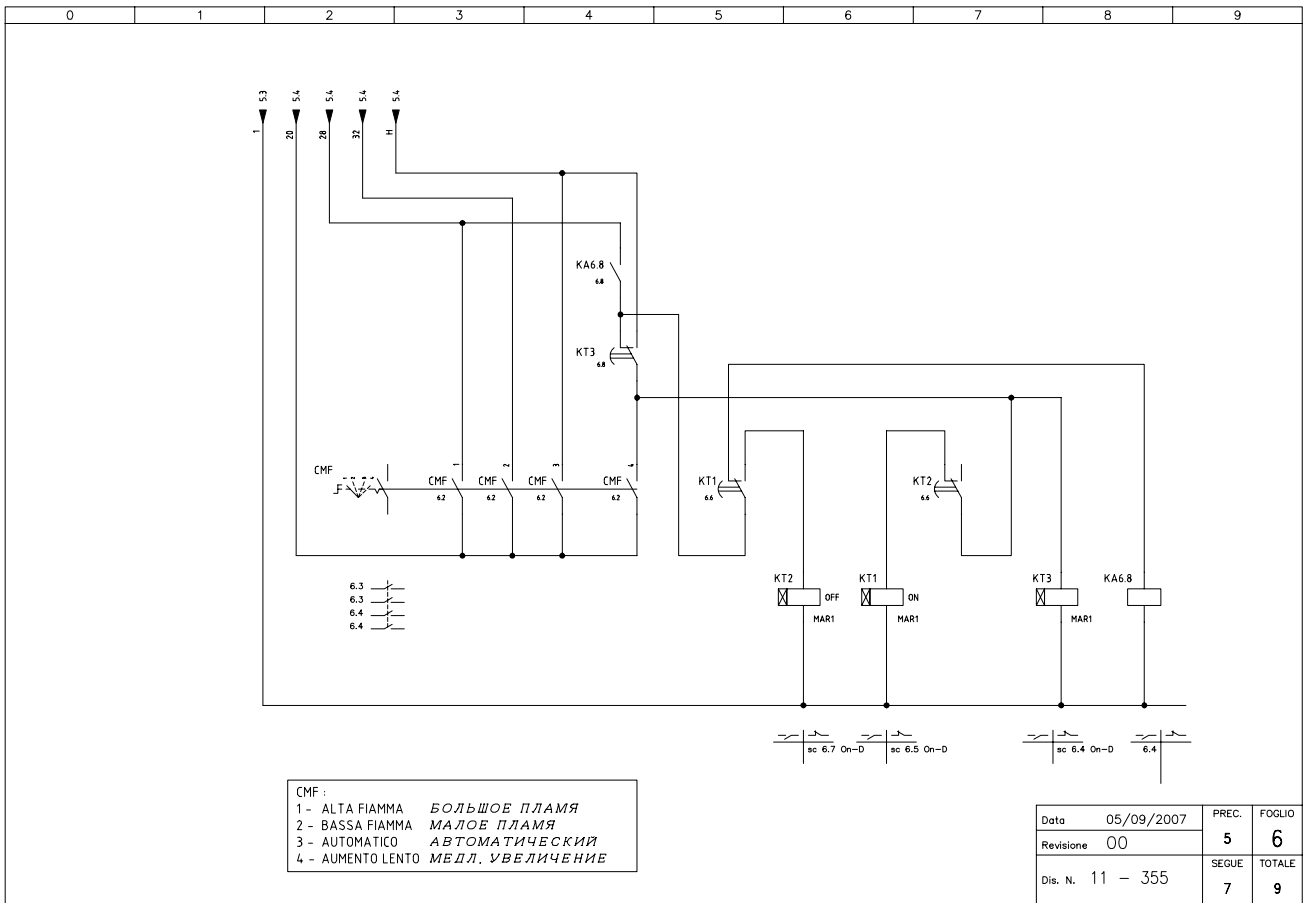 0 1 2 3 4 5 6 7 8 9
5.3 5.4 5.4 5.4 5.4
1 20 28 32 H
KA6.8
6.8
KT3
6.8
1 2 3 4
CMF CMF CMF CMF CMF KT1 KT2
6.2 6.2 6.2 6.2 6.6 6.6
6.3
6.3
6.4
6.4
KT2 KT1 KT3 KA6.8
OFF ON
MAR1 MAR1 MAR1
sc 6.7 On-D sc 6.5 On-D sc 6.4 On-D 6.4
CMF :
1 - ALTA FIAMMA БОЛЬШОЕ ПЛАМЯ
2 - BASSA FIAMMA МАЛОЕ ПЛАМЯ
3 - AUTOMATICO АВТОМАТИЧЕСКИЙ
4 - AUMENTO LENTO МЕДЛ. УВЕЛИЧЕНИЕ
Data 05/09/2007 PREC. FOGLIO
Revisione 00 5 6
Dis. N. 11 - 355 SEGUE TOTALE
7 9